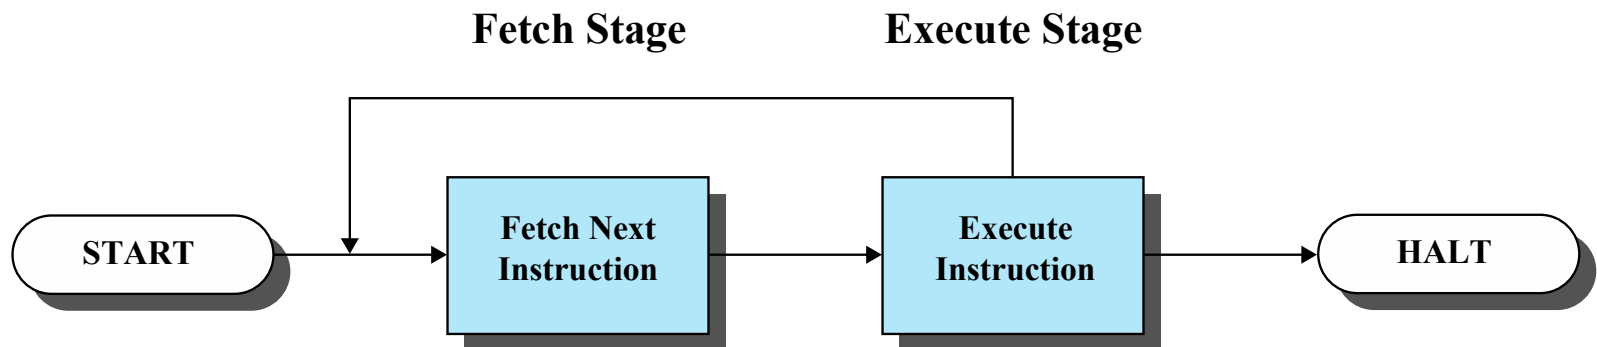 Fetch Stage
Execute Stage
START
Fetch Next
Instruction
Execute
Instruction
HALT